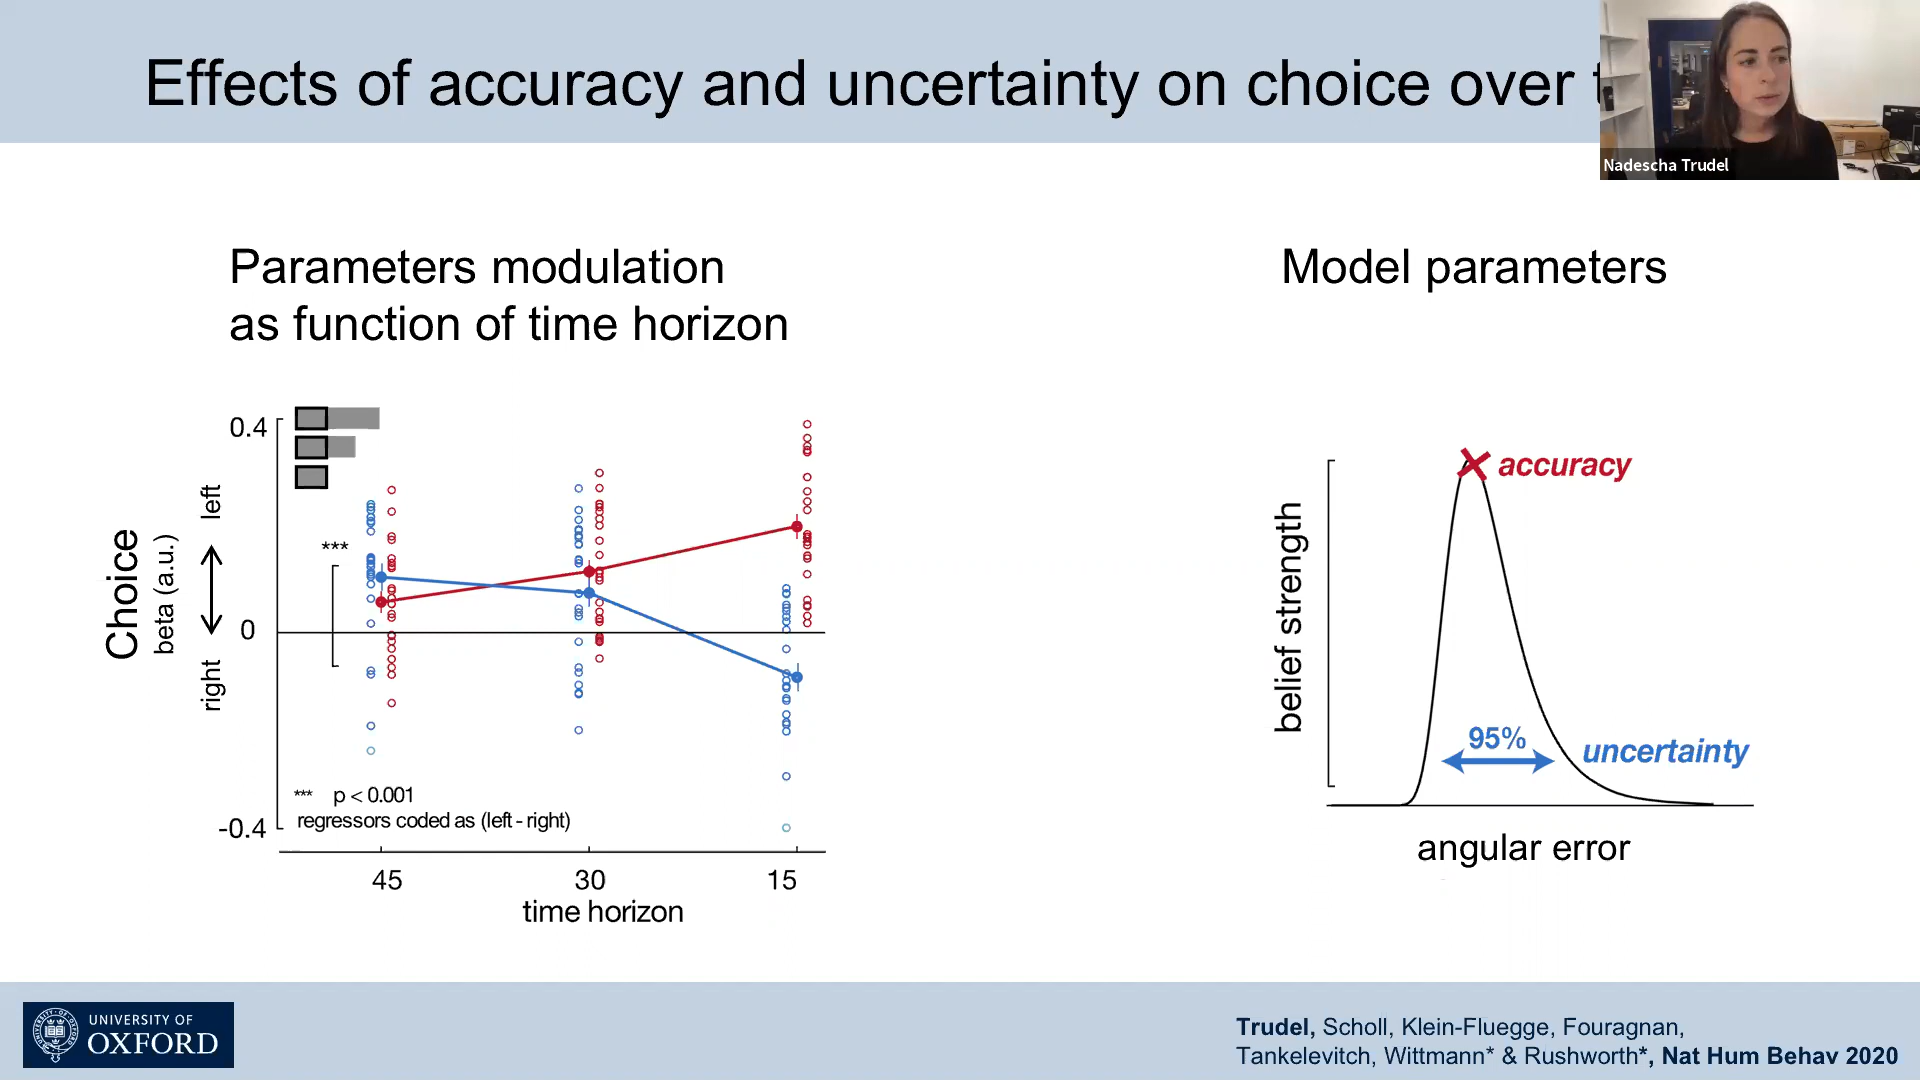 Effects of accuracy and uncertainty on choice over
Nadescha Trudel
Parameters modulation
as function of time horizon
Model parameters
0.4
0
-0.4
Choice
beta (a.u.)
left
right
***
*** p < 0.001
regressors coded as (left - right)
45
30
15
time horizon
accuracy
belief strength
95%
uncertainty
angular error
UNIVERSITY OF
OXFORD
Trudel, Scholl, Klein-Fluegge, Fouragnan,
Tankelevitch, Wittmann* & Rushworth*, Nat Hum Behav 2020